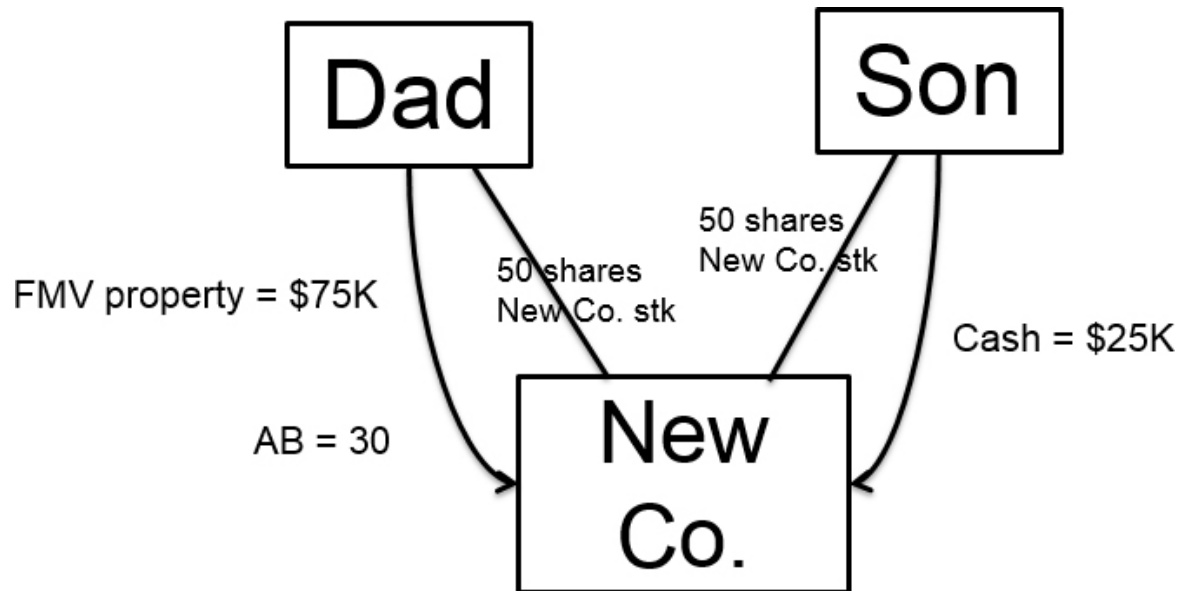 Dad
Son
50 shares
New Co. stk
50 shares
New Co. stk
FMV property = $75K
Cash = $25K
AB = 30
New
Co.